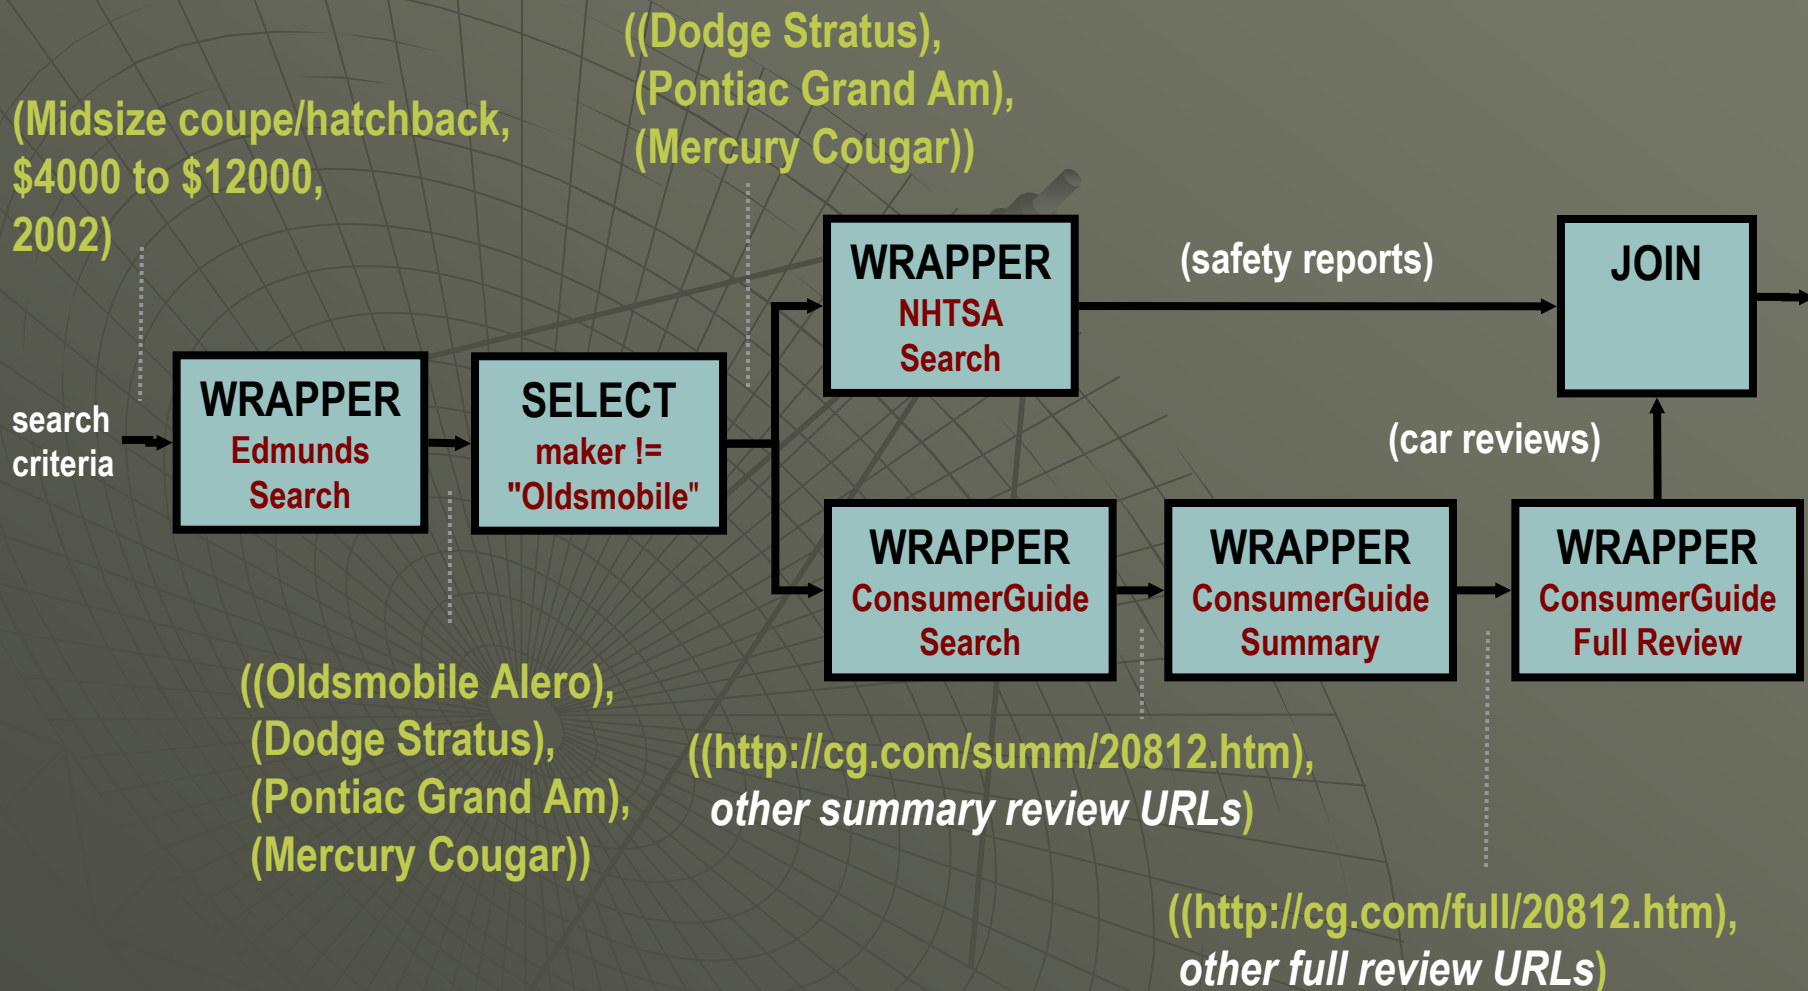 ((Dodge Stratus),
(Pontiac Grand Am),
(Mercury Cougar))
(Midsize coupe/hatchback,
$4000 to $12000,
2002)
search
criteria
WRAPPER
Edmunds
Search
SELECT
maker !=
"Oldsmobile"
WRAPPER
NHTSA
Search
(safety reports)
JOIN
(car reviews)
WRAPPER
ConsumerGuide
Search
WRAPPER
ConsumerGuide
Summary
WRAPPER
ConsumerGuide
Full Review
((Oldsmobile Alero),
(Dodge Stratus),
(Pontiac Grand Am),
(Mercury Cougar))
((http://cg.com/summ/20812.htm),
other summary review URLs)
((http://cg.com/full/20812.htm),
other full review URLs)